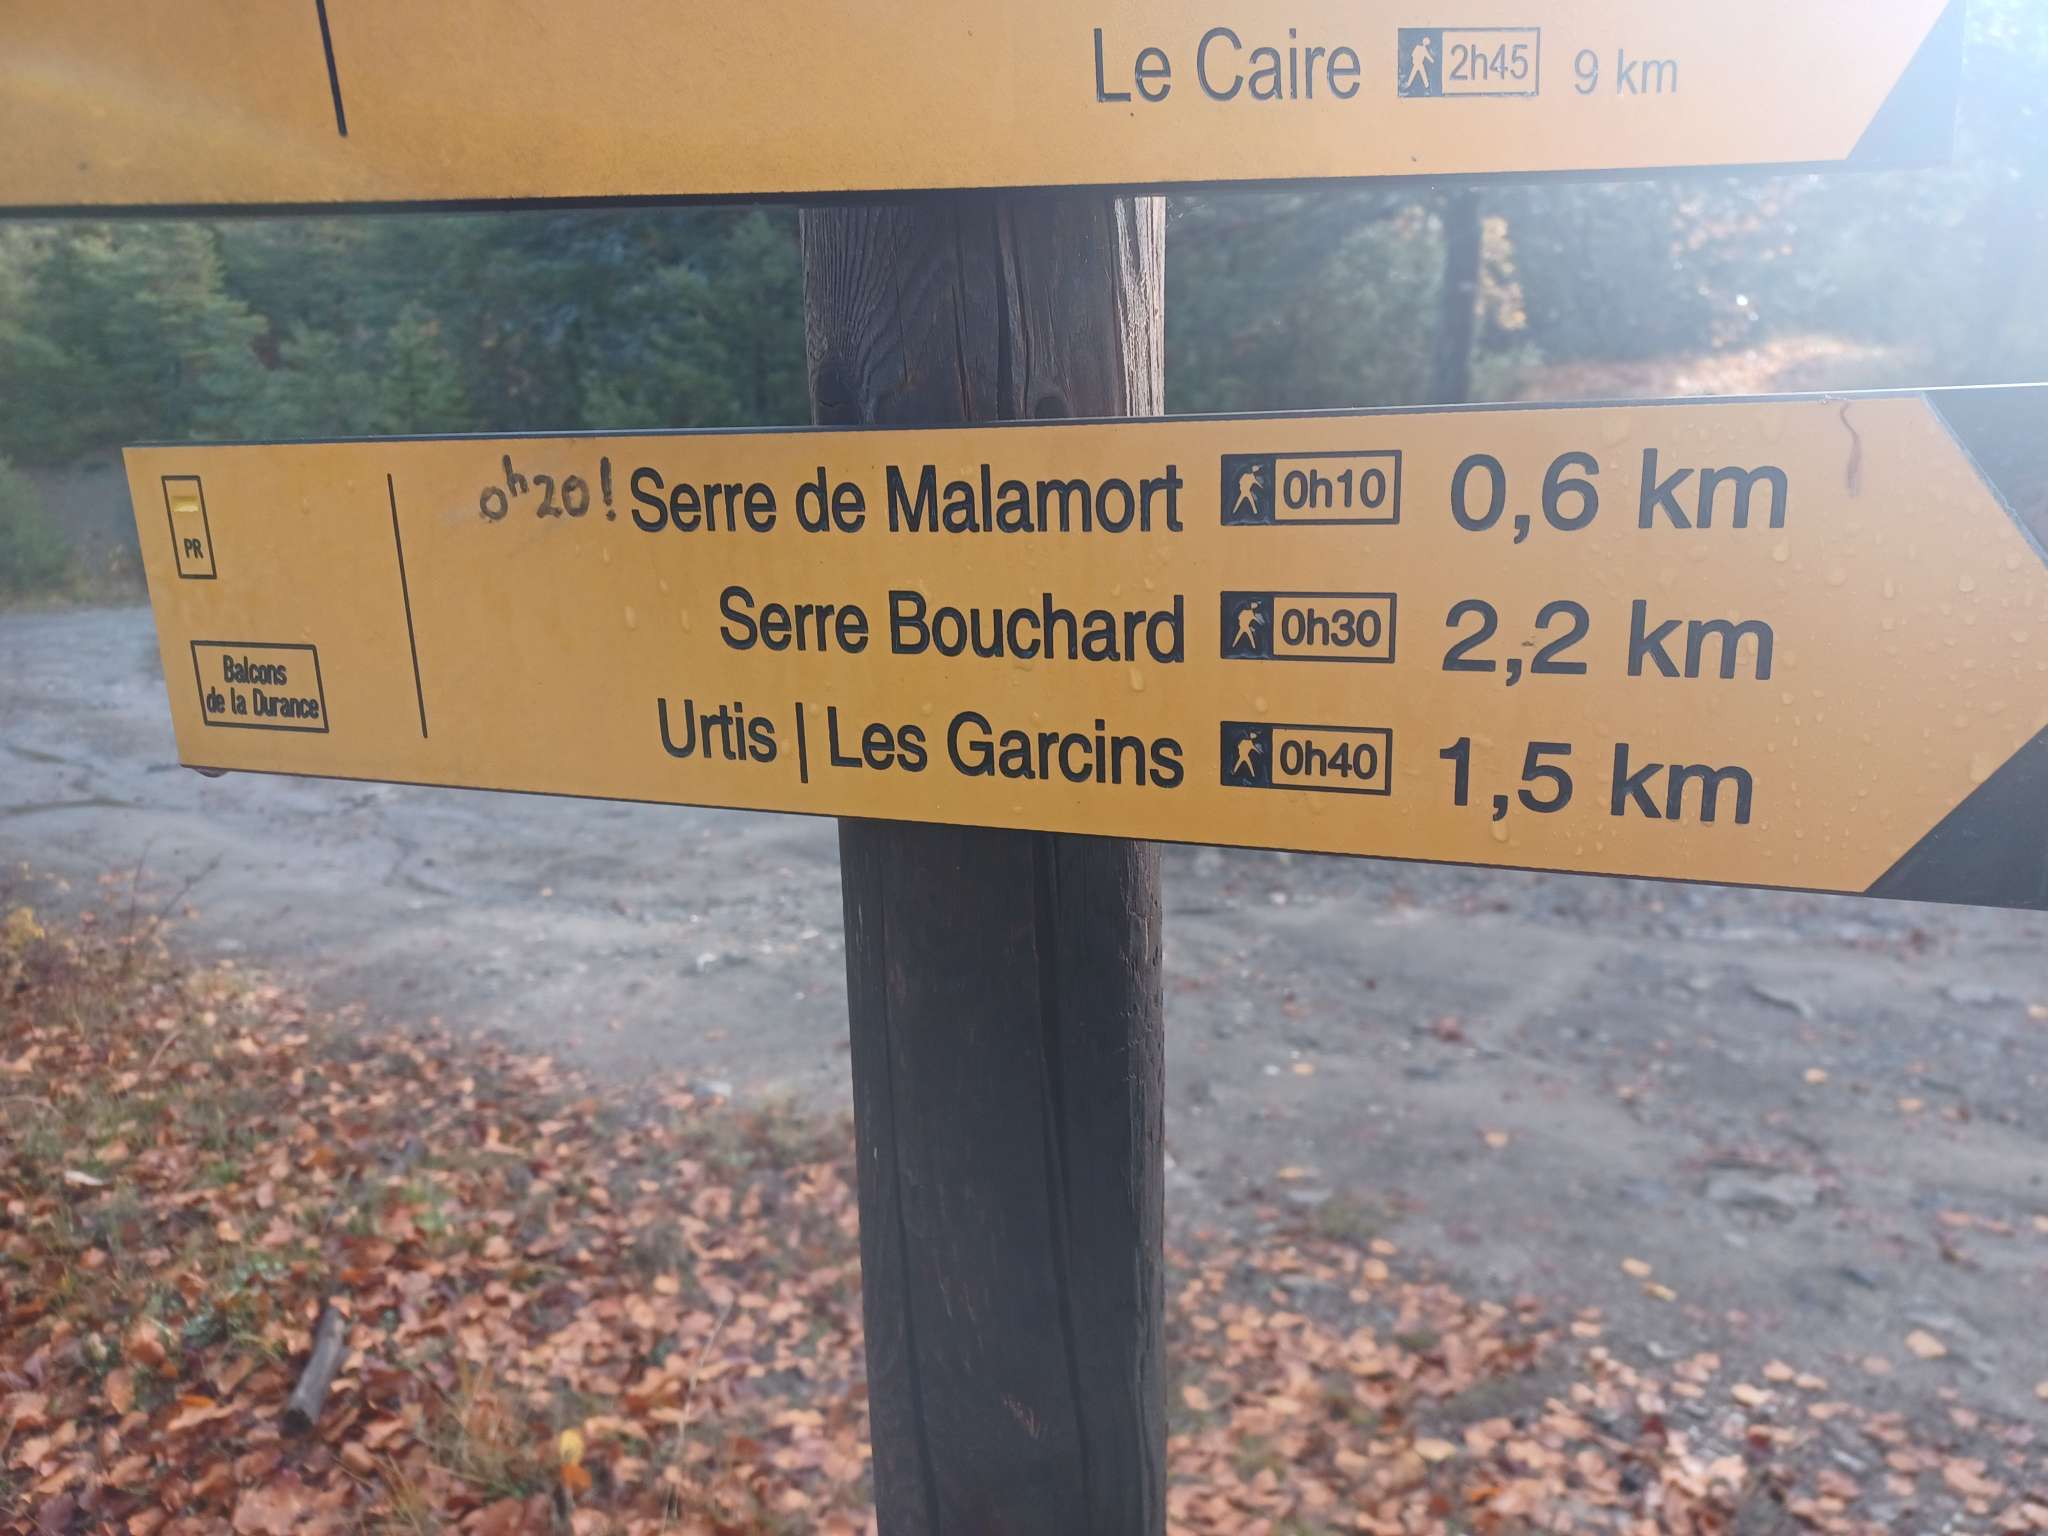 Le Caire 2h45 9 km
0h20! Serre de Malamort 0h10 0,6 km
PR
Serre Bouchard 0h30 2,2 km
Balcons
de la Durance
Urtis | Les Garcins 0h40 1,5 km